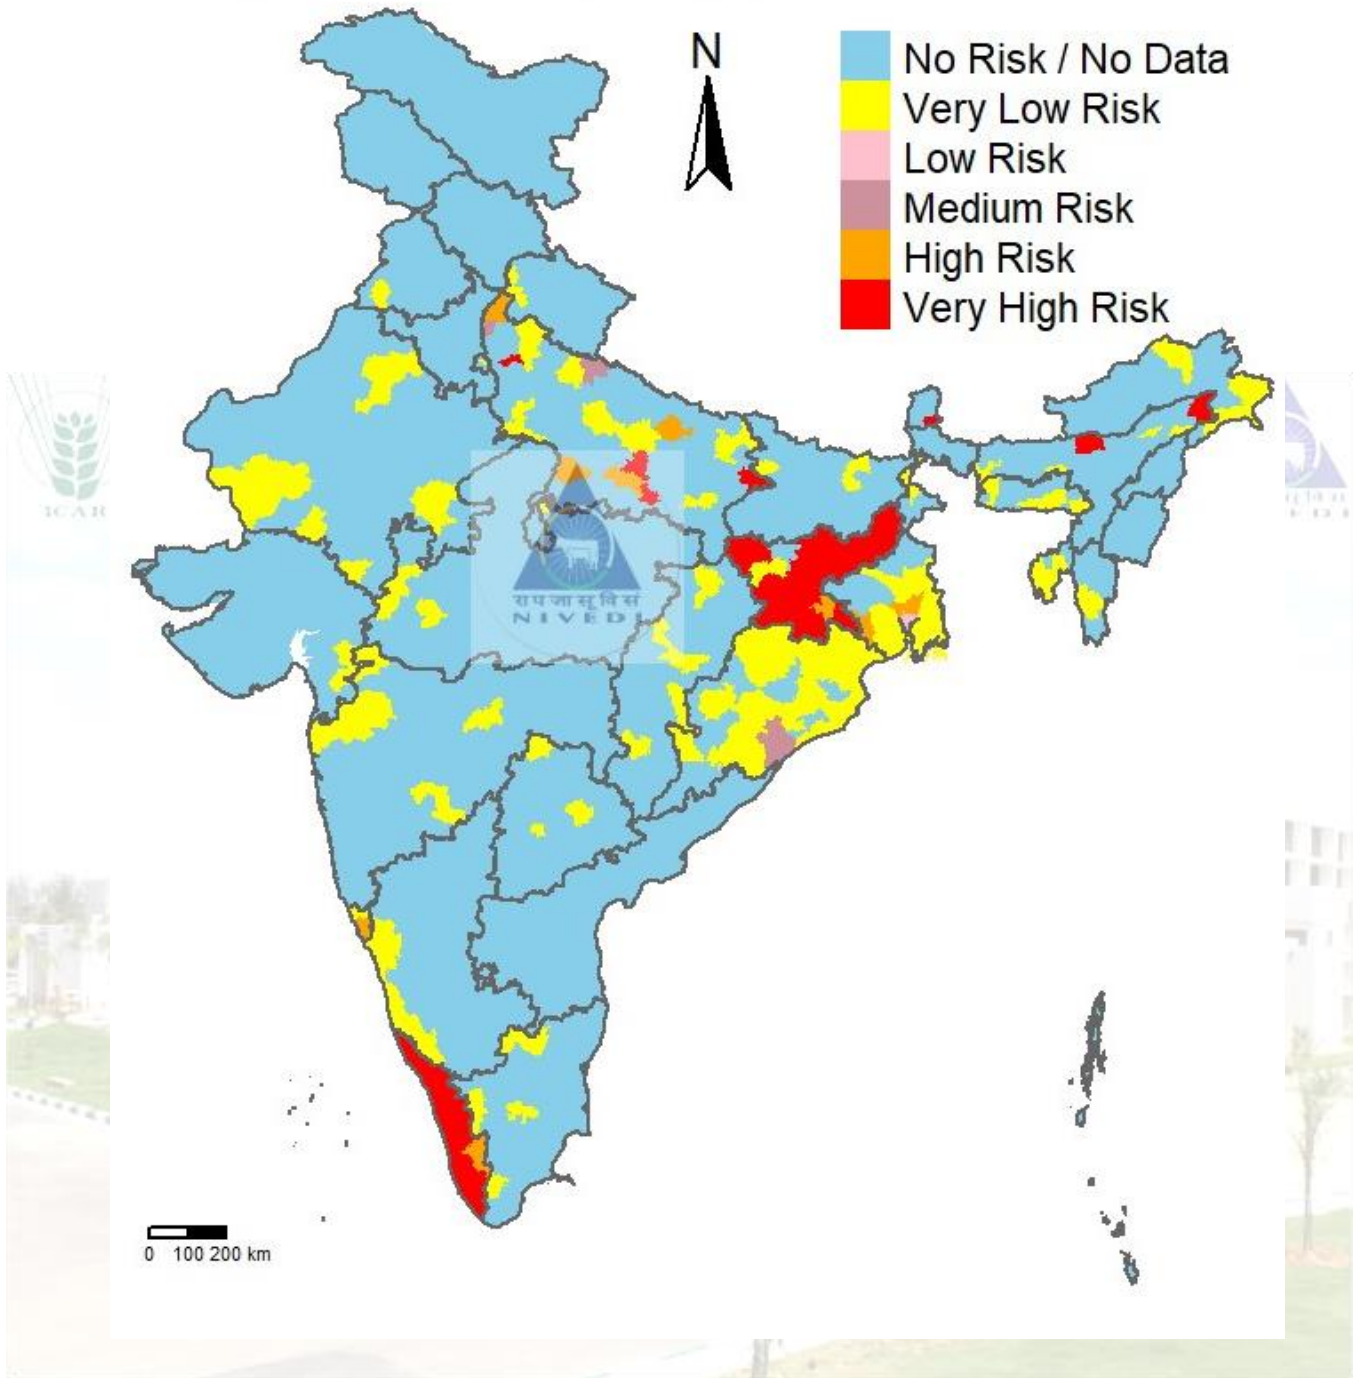 N
No Risk / No Data
Very Low Risk
Low Risk
Medium Risk
High Risk
Very High Risk
ICAR
रा प जा सू वि सं
NIVEDI
0 100 200 km